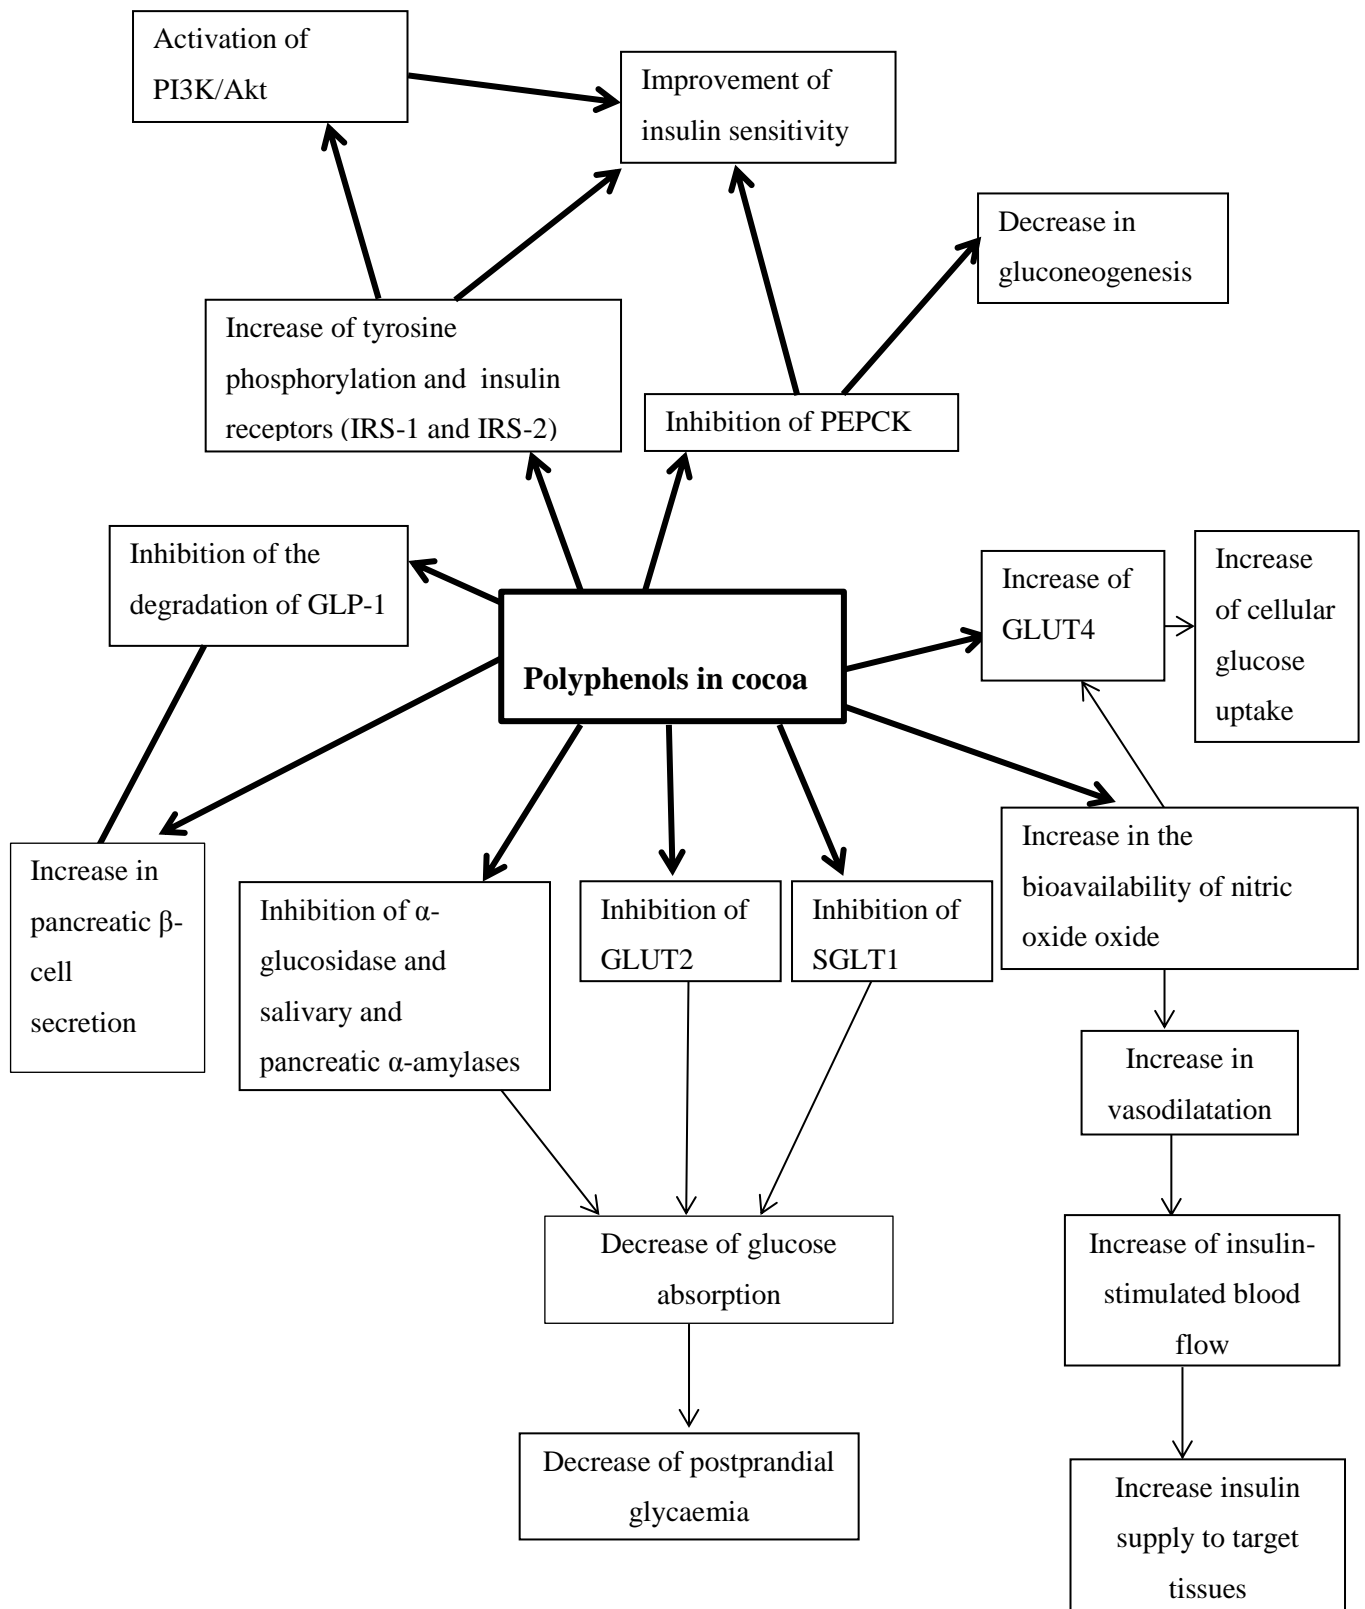 Activation of
PI3K/Akt
Improvement of
insulin sensitivity
Decrease in
gluconeogenesis
Increase of tyrosine
phosphorylation and  insulin
receptors (IRS-1 and IRS-2)
Inhibition of PEPCK
Inhibition of the
degradation of GLP-1
Polyphenols in cocoa
Increase of
GLUT4
Increase
of cellular
glucose
uptake
Increase in
pancreatic β-
cell
secretion
Inhibition of α-
glucosidase and
salivary and
pancreatic α-amylases
Inhibition of
GLUT2
Inhibition of
SGLT1
Increase in the
bioavailability of nitric
oxide oxide
Increase in
vasodilatation
Decrease of glucose
absorption
Increase of insulin-
stimulated blood
flow
Decrease of postprandial
glycaemia
Increase insulin
supply to target
tissues